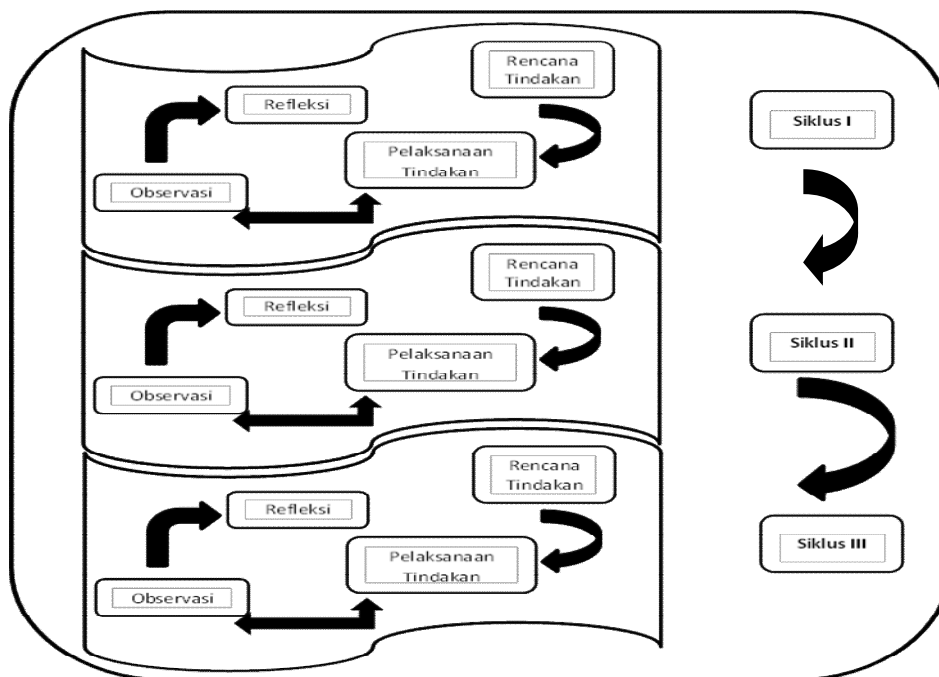 Rencana
Tindakan
Refleksi
Pelaksanaan
Tindakan
Observasi
Siklus I
Rencana
Tindakan
Refleksi
Pelaksanaan
Tindakan
Observasi
Siklus II
Rencana
Tindakan
Refleksi
Pelaksanaan
Tindakan
Observasi
Siklus III